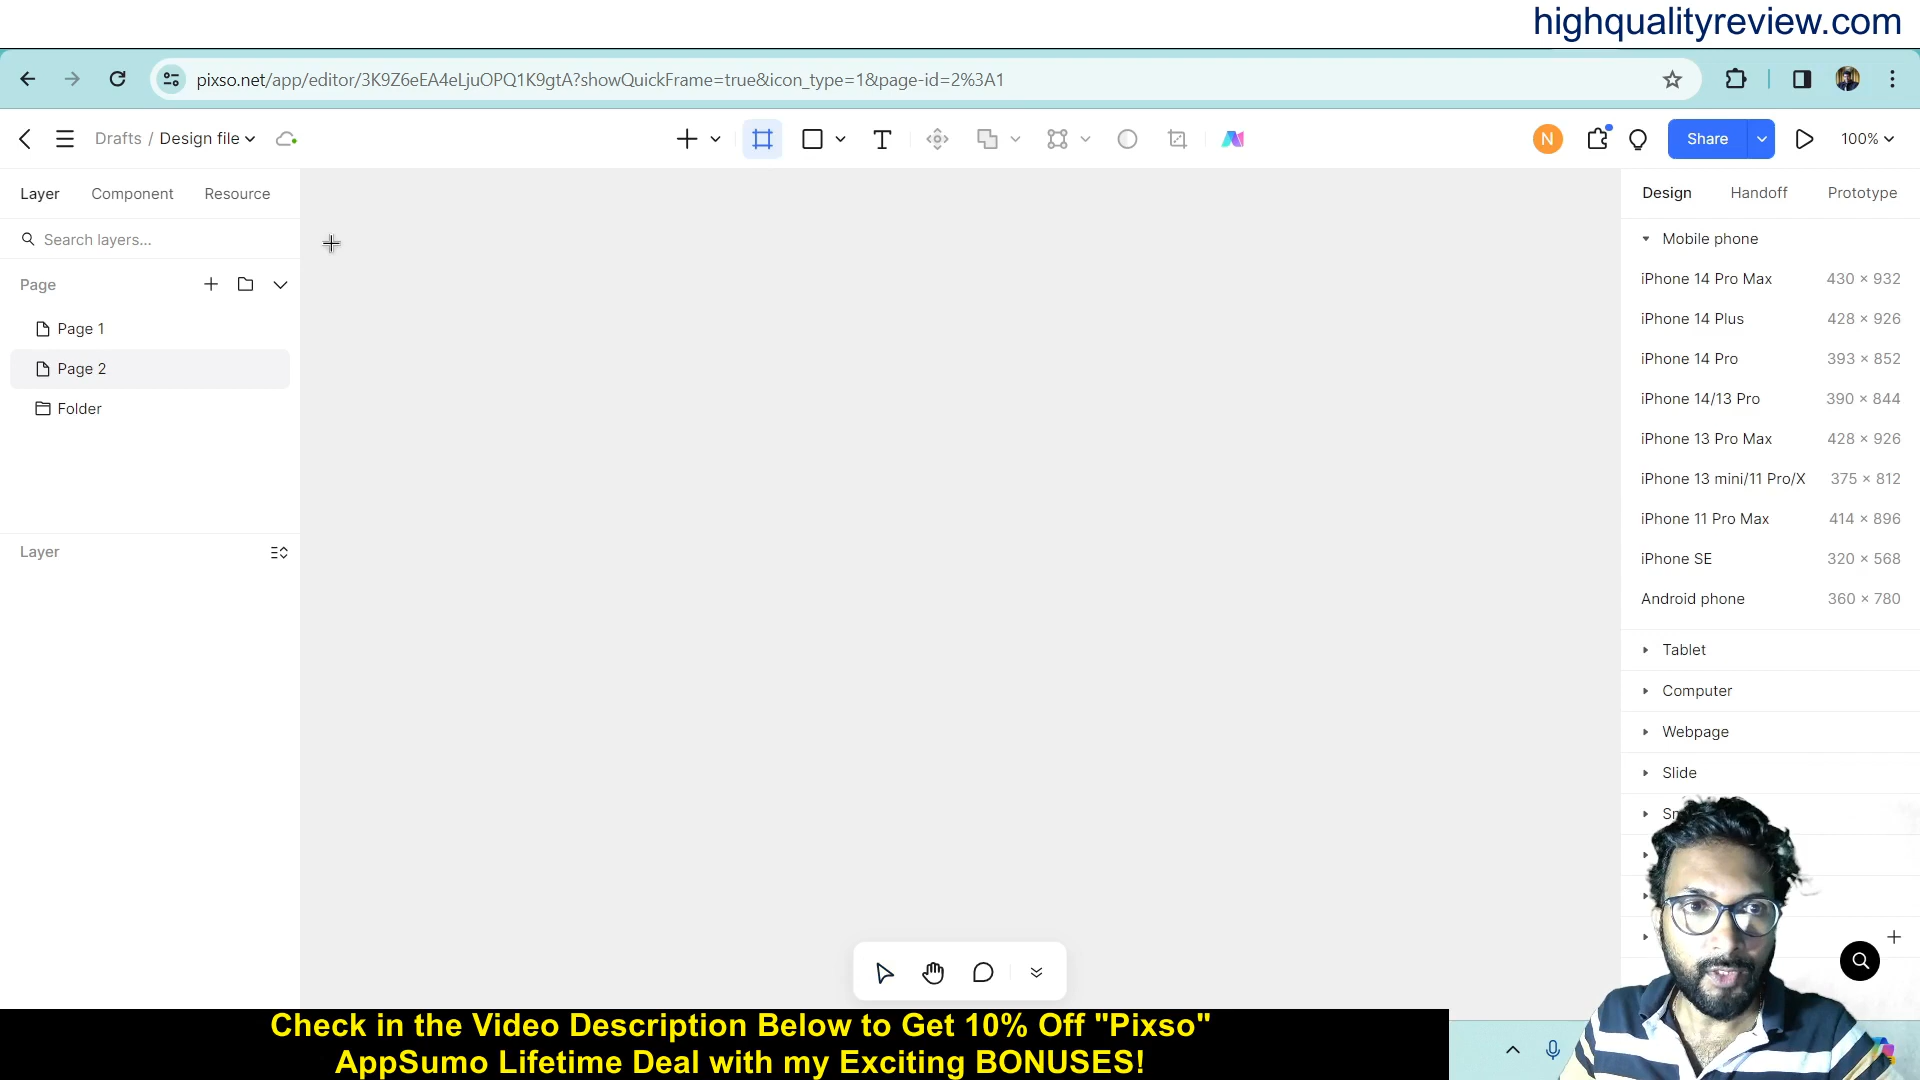 highqualityreview.com
pixso.net/app/editor/3K9Z6eEA4eLjuOPQ1K9gtA?showQuickFrame=true&icon_type=1&page-id=2%3A1
Drafts / Design file
N
Share
100%
Layer
Component
Resource
Search layers...
Page
Page 1
Page 2
Folder
Layer
Design
Handoff
Prototype
Mobile phone
iPhone 14 Pro Max 430 × 932
iPhone 14 Plus 428 × 926
iPhone 14 Pro 393 × 852
iPhone 14/13 Pro 390 × 844
iPhone 13 Pro Max 428 × 926
iPhone 13 mini/11 Pro/X 375 × 812
iPhone 11 Pro Max 414 × 896
iPhone SE 320 × 568
Android phone 360 × 780
Tablet
Computer
Webpage
Slide
Check in the Video Description Below to Get 10% Off "Pixso"
AppSumo Lifetime Deal with my Exciting BONUSES!